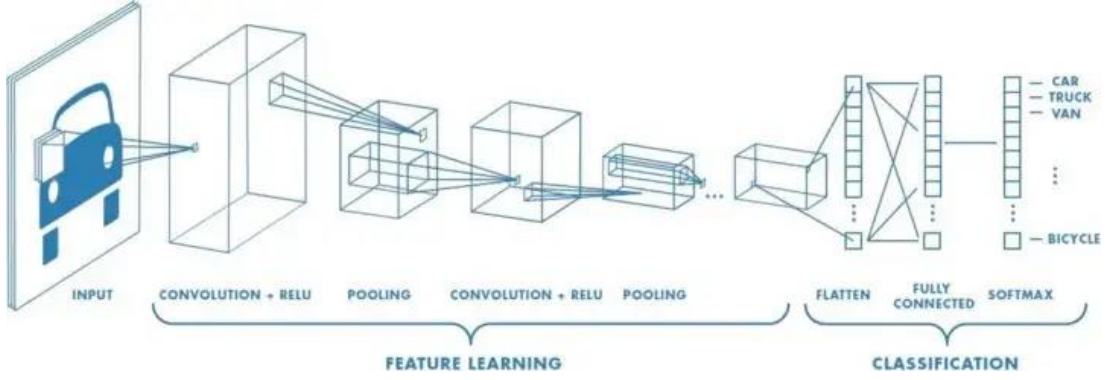 CAR
TRUCK
VAN
BICYCLE
INPUT
CONVOLUTION + RELU
POOLING
CONVOLUTION + RELU
POOLING
FLATTEN
FULLY
CONNECTED
SOFTMAX
FEATURE LEARNING
CLASSIFICATION